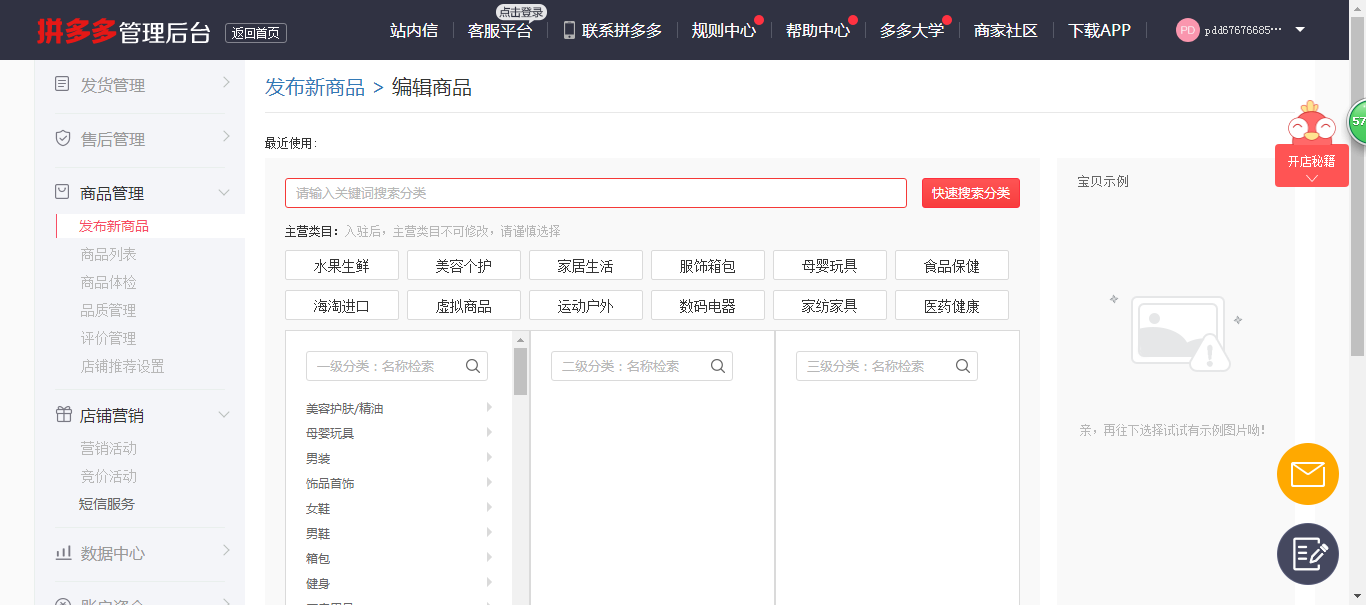 点击登录
拼多多管理后台 返回首页 站内信 客服平台 联系拼多多 规则中心 帮助中心 多多大学 商家社区 下载APP PD pdd67676685···
发货管理
售后管理
商品管理
发布新商品
商品列表
商品体检
品质管理
评价管理
店铺推荐设置
店铺营销
营销活动
竞价活动
短信服务
数据中心
账户资金
发布新商品 > 编辑商品
最近使用：
请输入关键词搜索分类 快速搜索分类
主营类目：入驻后，主营类目不可修改，请谨慎选择
水果生鲜 美容个护 家居生活 服饰箱包 母婴玩具 食品保健
海淘进口 虚拟商品 运动户外 数码电器 家纺家具 医药健康
一级分类：名称检索 二级分类：名称检索 三级分类：名称检索
美容护肤/精油
母婴玩具
男装
饰品首饰
女鞋
男鞋
箱包
健身
宝贝示例
亲，再往下选择试试有示例图片呦！
57
开店秘籍